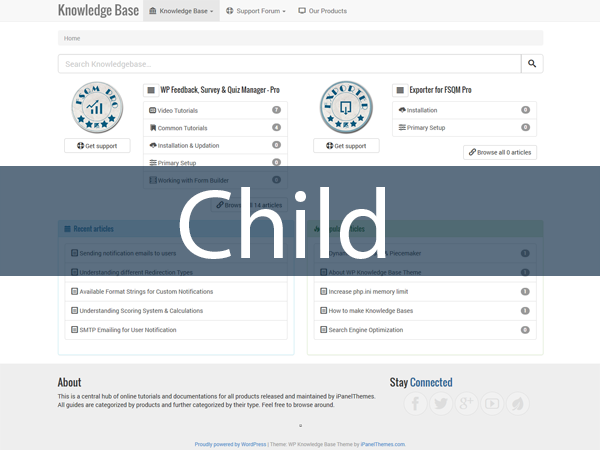 Knowledge Base
Knowledge Base
Support Forum
Our Products
Home
Search Knowledgebase...
FSQM PRO
WP Feedback, Survey & Quiz Manager - Pro
Video Tutorials 7
Common Tutorials 4
Installation & Updation 0
Primary Setup
Working with Form Builder
Get support
Browse all 14 articles
EXPORTER
Exporter for FSQM Pro
Installation 0
Primary Setup 0
Get support
Browse all 0 articles
Child
Recent articles
Sending notification emails to users
Understanding different Redirection Types
Available Format Strings for Custom Notifications
Understanding Scoring System & Calculations
SMTP Emailing for User Notification
articles
Piecemaker
About WP Knowledge Base Theme
Increase php.ini memory limit 1
How to make Knowledge Bases 1
Search Engine Optimization 0
About
This is a central hub of online tutorials and documentations for all products released and maintained by iPanelThemes.
All guides are categorized by products and further categorized by their type. Feel free to browse around.
Stay Connected
Proudly powered by WordPress | Theme: WP Knowledge Base Theme by iPanelThemes.com.